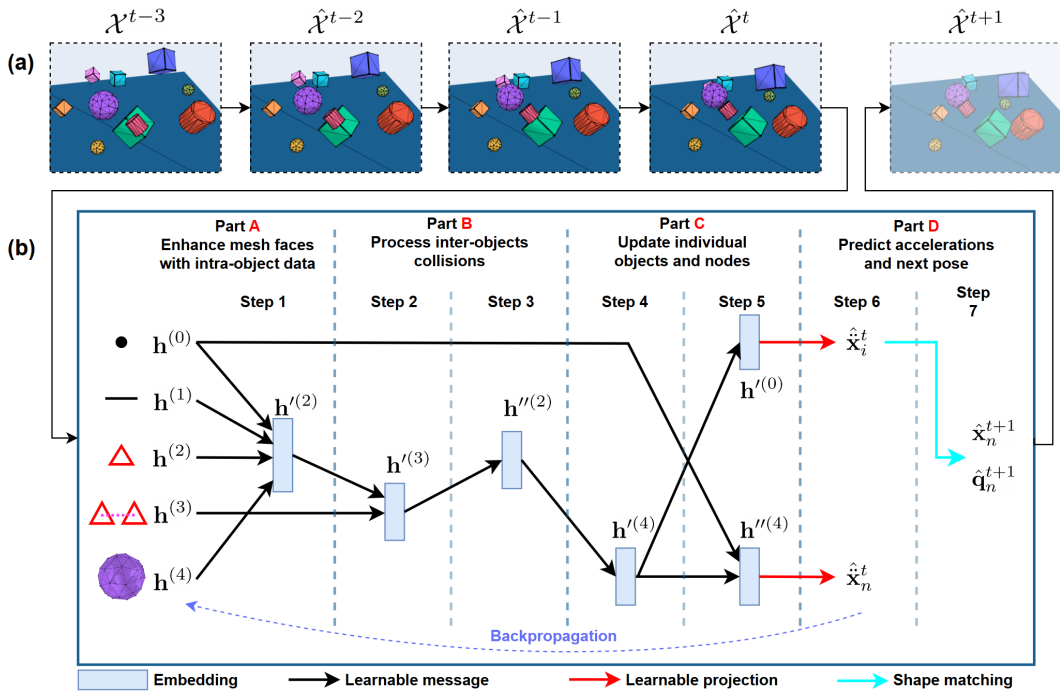 𝒳^{t−3} 𝒳̂^{t−2} 𝒳̂^{t−1} 𝒳̂^{t} 𝒳̂^{t+1}
(a)
(b)
Part A
Enhance mesh faces
with intra-object data
Part B
Process inter-objects
collisions
Part C
Update individual
objects and nodes
Part D
Predict accelerations
and next pose
Step 1 Step 2 Step 3 Step 4 Step 5 Step 6 Step
7
h^{(0)}
h^{(1)}
h^{(2)}
h^{(3)}
h^{(4)}
h′^{(2)}
h′^{(3)}
h″^{(2)}
h′^{(4)}
h′^{(0)}
h″^{(4)}
x̂̈_i^t
x̂̈_n^t
x̂_n^{t+1}
q̂_n^{t+1}
Backpropagation
Embedding Learnable message Learnable projection Shape matching